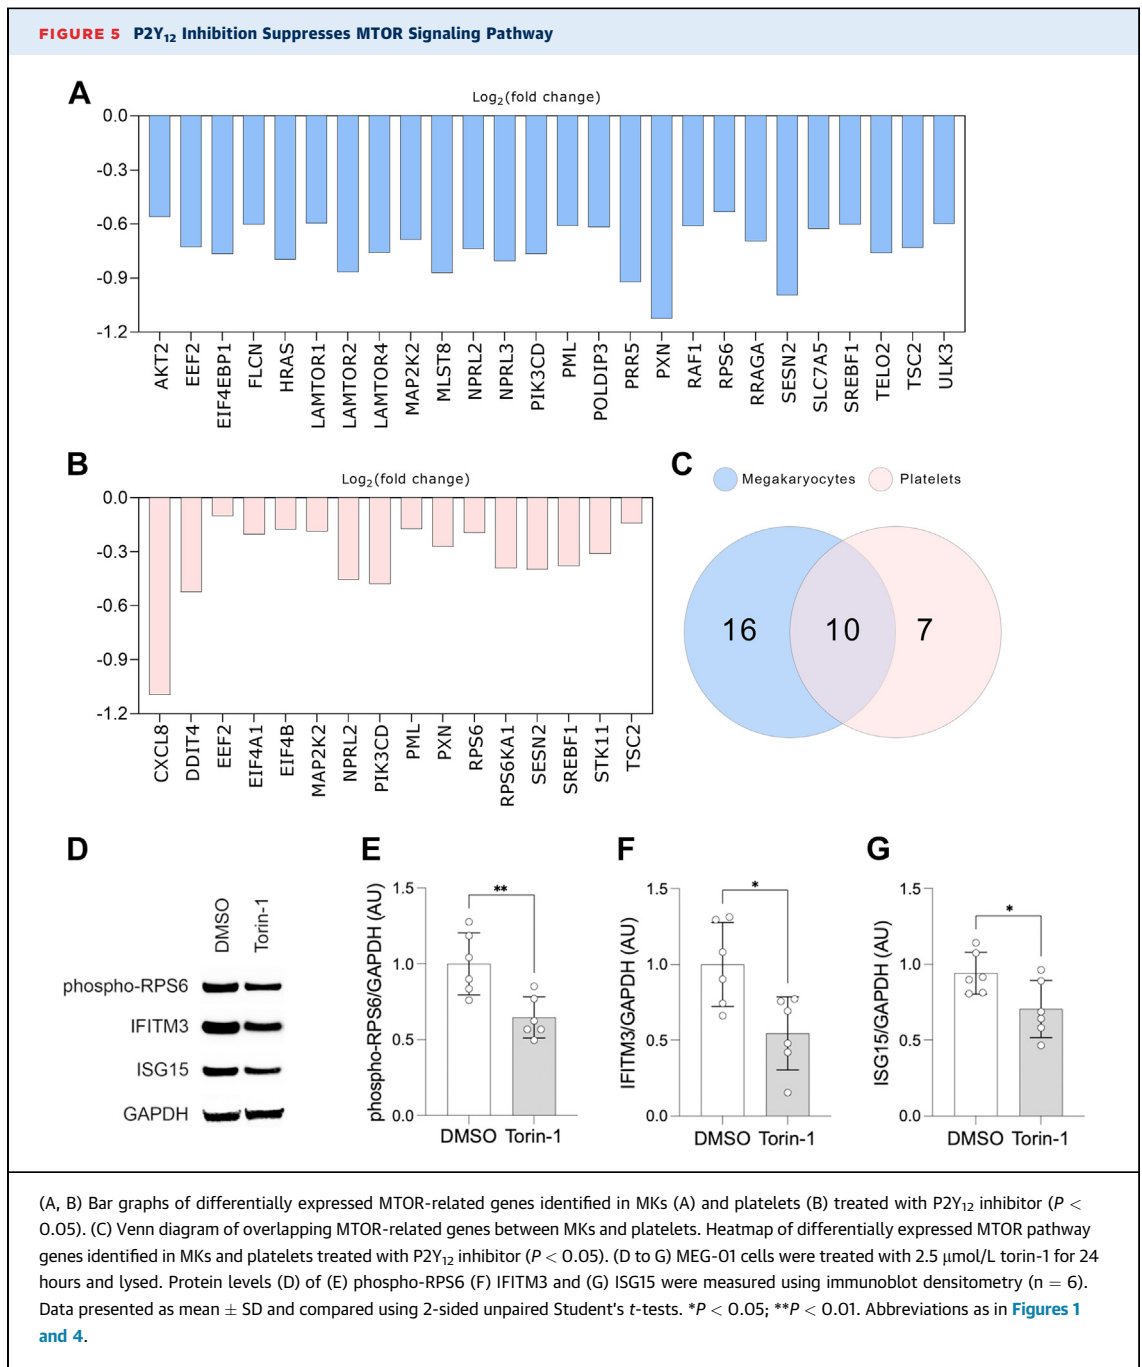 FIGURE 5 P2Y12 Inhibition Suppresses MTOR Signaling Pathway
A
Log2(fold change)
0.0
-0.3
-0.6
-0.9
-1.2
AKT2
EEF2
EIF4EBP1
FLCN
HRAS
LAMTOR1
LAMTOR2
LAMTOR4
MAP2K2
MLST8
NPRL2
NPRL3
PIK3CD
PML
POLDIP3
PRR5
PXN
RAF1
RPS6
RRAGA
SESN2
SLC7A5
SREBF1
TELO2
TSC2
ULK3
B
Log2(fold change)
0.0
-0.3
-0.6
-0.9
-1.2
CXCL8
DDIT4
EEF2
EIF4A1
EIF4B
MAP2K2
NPRL2
PIK3CD
PML
PXN
RPS6
RPS6KA1
SESN2
SREBF1
STK11
TSC2
C
Megakaryocytes
Platelets
16
10
7
D
DMSO
Torin-1
phospho-RPS6
IFITM3
ISG15
GAPDH
E
phospho-RPS6/GAPDH (AU)
1.5
1.0
0.5
0.0
**
DMSO Torin-1
F
IFITM3/GAPDH (AU)
1.5
1.0
0.5
0.0
*
DMSO Torin-1
G
ISG15/GAPDH (AU)
1.5
1.0
0.5
0.0
*
DMSO Torin-1
(A, B) Bar graphs of differentially expressed MTOR-related genes identified in MKs (A) and platelets (B) treated with P2Y12 inhibitor (P <
0.05). (C) Venn diagram of overlapping MTOR-related genes between MKs and platelets. Heatmap of differentially expressed MTOR pathway
genes identified in MKs and platelets treated with P2Y12 inhibitor (P < 0.05). (D to G) MEG-01 cells were treated with 2.5 μmol/L torin-1 for 24
hours and lysed. Protein levels (D) of (E) phospho-RPS6 (F) IFITM3 and (G) ISG15 were measured using immunoblot densitometry (n = 6).
Data presented as mean ± SD and compared using 2-sided unpaired Student's t-tests. *P < 0.05; **P < 0.01. Abbreviations as in Figures 1
and 4.